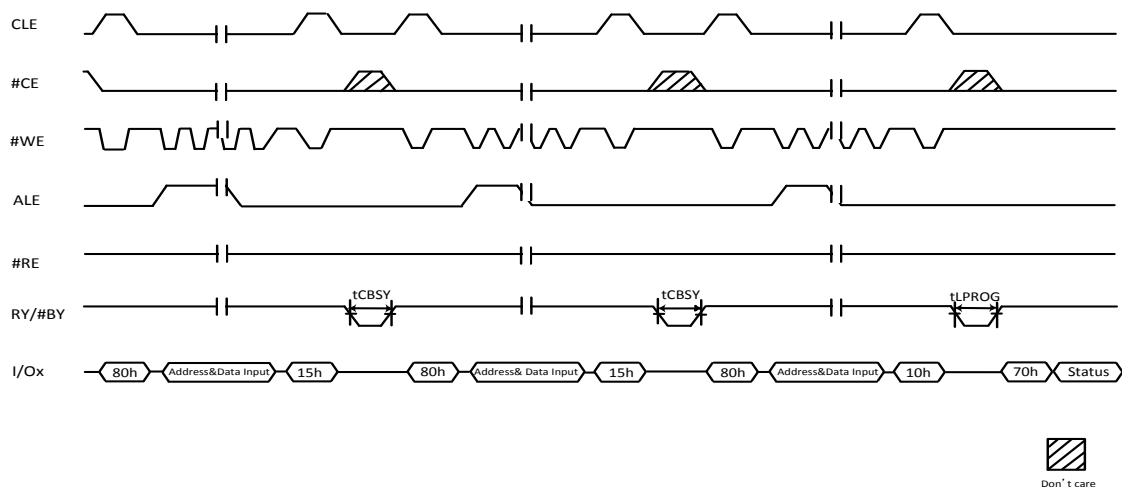 CLE
#CE
#WE
ALE
#RE
RY/#BY tCBSY tCBSY tLPROG
I/Ox 80h Address&Data Input 15h 80h Address& Data Input 15h 80h Address&Data Input 10h 70h Status
Don't care